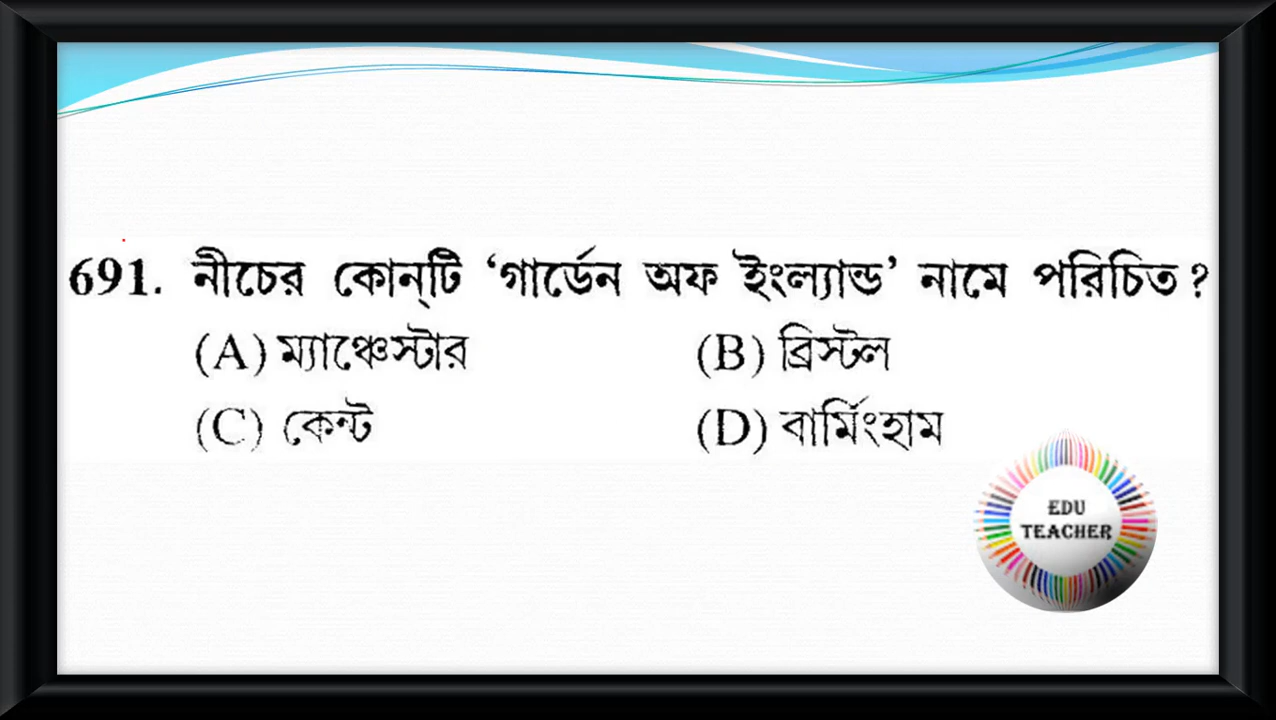 691. নীচের কোন্‌টি ‘গার্ডেন অফ ইংল্যান্ড’ নামে পরিচিত?
(A) ম্যাঞ্চেস্টার (B) ব্রিস্টল
(C) কেন্ট (D) বার্মিংহাম
EDU
TEACHER